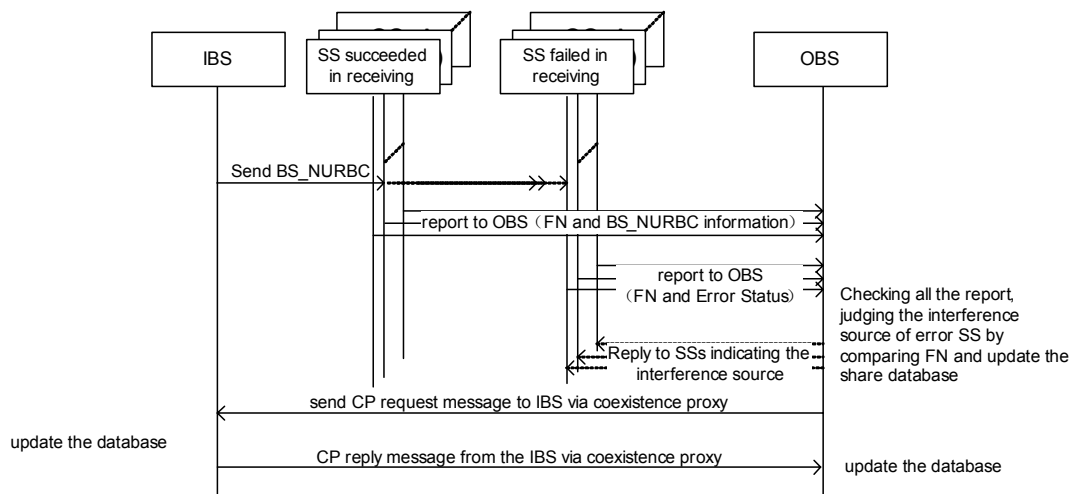 IBS
SS succeeded
in receiving
SS failed in
receiving
OBS
Send BS_NURBC
report to OBS（FN and BS_NURBC information）
report to OBS
（FN and Error Status）
Checking all the report,
judging the interference
source of error SS by
comparing FN and update the
share database
Reply to SSs indicating the
interference source
send CP request message to IBS via coexistence proxy
update the database
CP reply message from the IBS via coexistence proxy
update the database